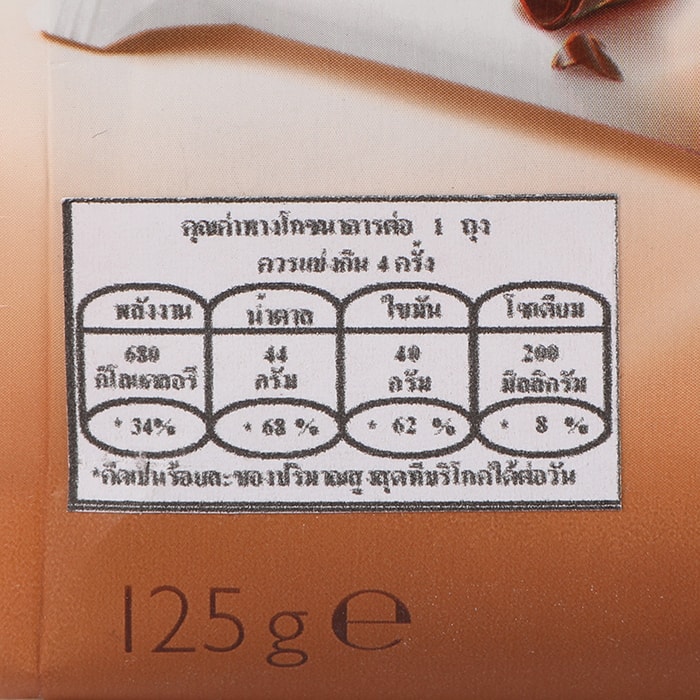 คุณค่าทางโภชนาการต่อ 1 ถุง
ควรแบ่งกิน 4 ครั้ง
พลังงาน น้ำตาล ไขมัน โซเดียม
680 44 40 200
กิโลแคลอรี กรัม กรัม มิลลิกรัม
* 34% * 68 % * 62 % * 8 %
*คิดเป็นร้อยละของปริมาณสูงสุดที่บริโภคได้ต่อวัน
125g e